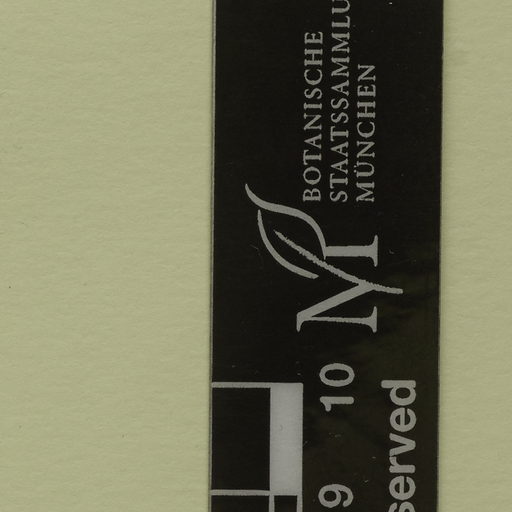 BOTANISCHE
STAATSSAMMLU
MÜNCHEN
9 10
served